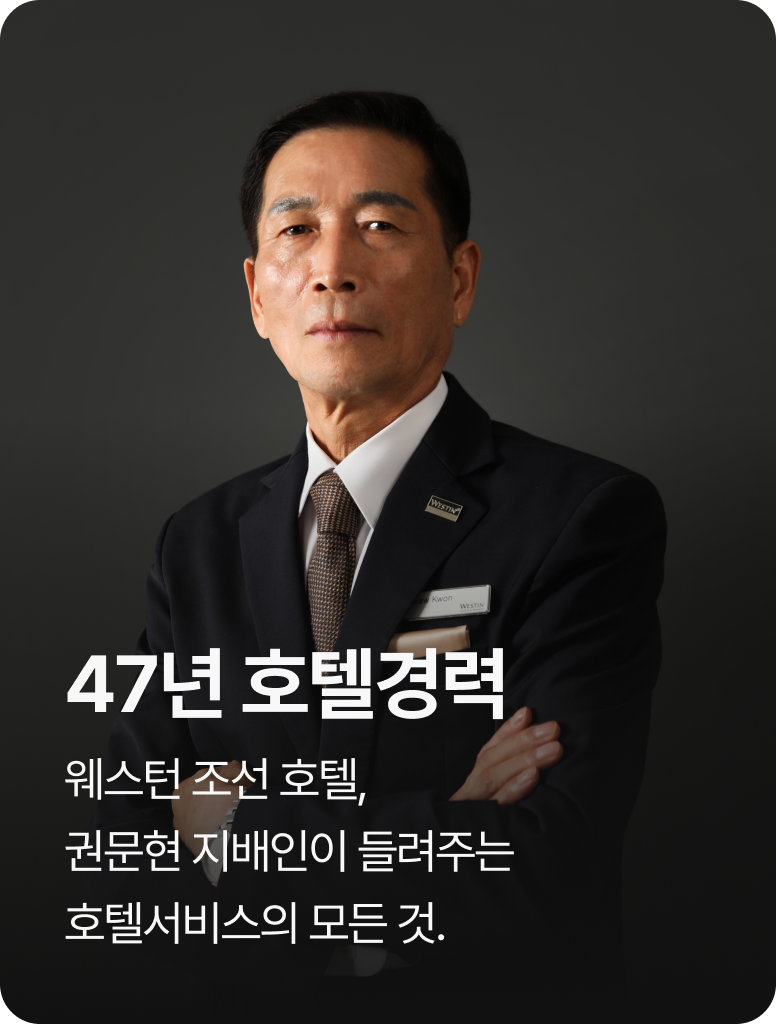 WESTIN
Kwon
WESTIN
47년 호텔경력
웨스턴 조선 호텔,
권문현 지배인이 들려주는
호텔서비스의 모든 것.